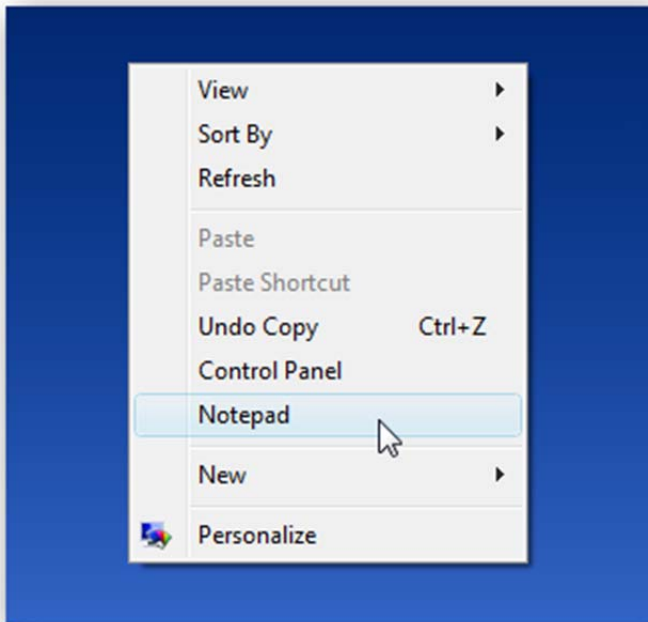 View
Sort By
Refresh
Paste
Paste Shortcut
Undo Copy Ctrl+Z
Control Panel
Notepad
New
Personalize